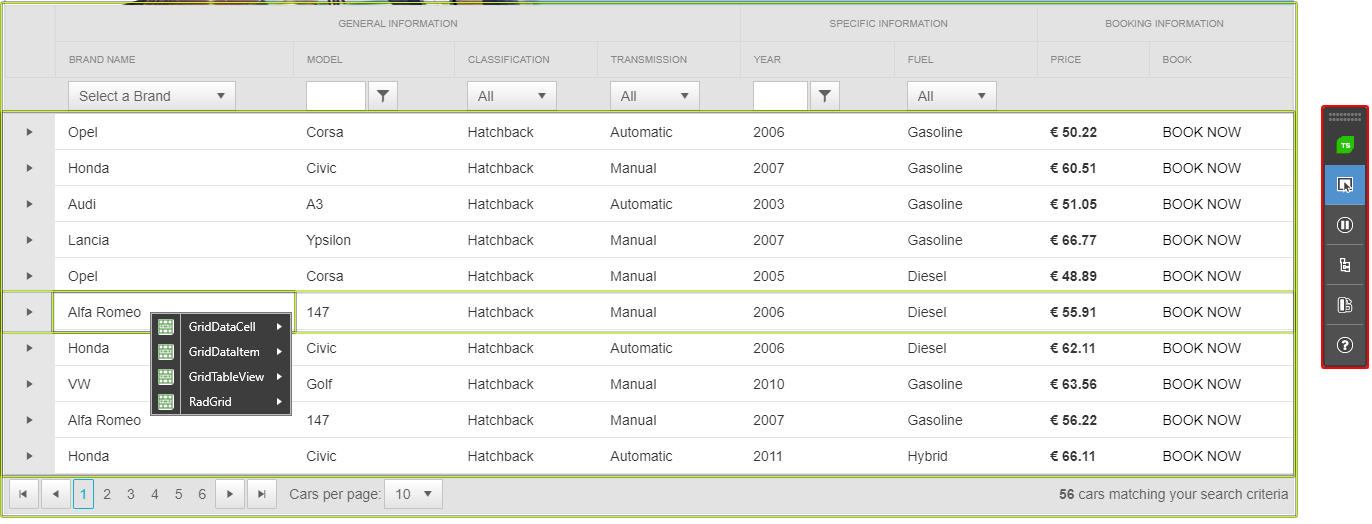 GENERAL INFORMATION SPECIFIC INFORMATION BOOKING INFORMATION
BRAND NAME MODEL CLASSIFICATION TRANSMISSION YEAR FUEL PRICE BOOK
Select a Brand All All All
Opel Corsa Hatchback Automatic 2006 Gasoline € 50.22 BOOK NOW
TS
Honda Civic Hatchback Manual 2007 Gasoline € 60.51 BOOK NOW
Audi A3 Hatchback Automatic 2003 Gasoline € 51.05 BOOK NOW
Lancia Ypsilon Hatchback Manual 2007 Gasoline € 66.77 BOOK NOW
Opel Corsa Hatchback Manual 2005 Diesel € 48.89 BOOK NOW
Alfa Romeo 147 Hatchback Manual 2006 Diesel € 55.91 BOOK NOW
GridDataCell
Honda Civic Hatchback Automatic 2006 Diesel € 62.11 BOOK NOW
GridDataItem
GridTableView
VW Golf Hatchback Manual 2010 Gasoline € 63.56 BOOK NOW
RadGrid
Alfa Romeo 147 Hatchback Manual 2007 Gasoline € 56.22 BOOK NOW
Honda Civic Hatchback Automatic 2011 Hybrid € 66.11 BOOK NOW
1 2 3 4 5 6 Cars per page: 10 56 cars matching your search criteria